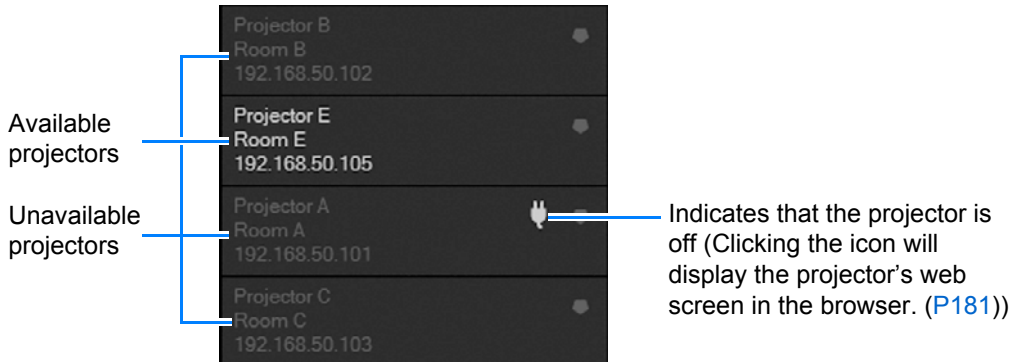 Projector B
Room B
192.168.50.102
Available
projectors
Projector E
Room E
192.168.50.105
Unavailable
projectors
Projector A
Room A
192.168.50.101
Indicates that the projector is
off (Clicking the icon will
display the projector's web
screen in the browser. (P181))
Projector C
Room C
192.168.50.103